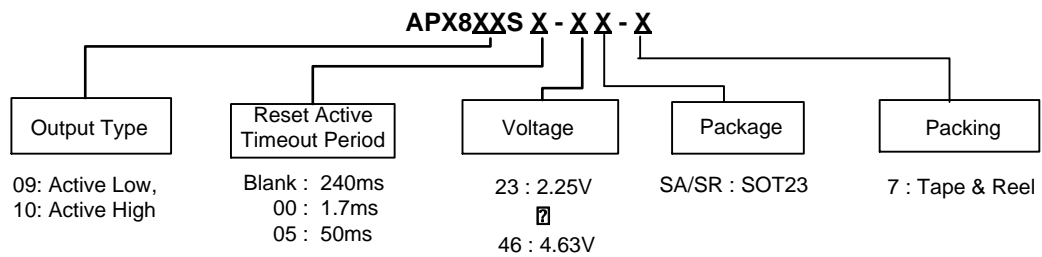 APX8XXS X - X X - X
Output Type
Reset Active
Timeout Period
Voltage
Package
Packing
09: Active Low,
10: Active High
Blank : 240ms
00 : 1.7ms
05 : 50ms
23 : 2.25V
?
46 : 4.63V
SA/SR : SOT23
7 : Tape & Reel